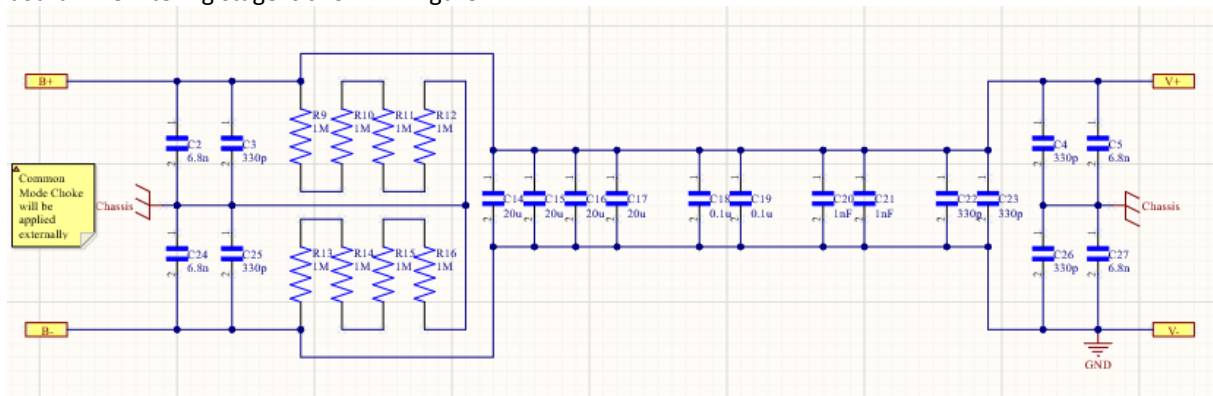 B+
V+
R9
1M
R10
1M
R11
1M
R12
1M
C2
6.8n
C3
330p
C4
330p
C5
6.8n
Common
Mode Choke
will be
applied
externally
Chassis
C14
20u
C15
20u
C16
20u
C17
20u
C18
0.1u
C19
0.1u
C20
1nF
C21
1nF
C22
330p
C23
330p
Chassis
C24
6.8n
C25
330p
R13
1M
R14
1M
R15
1M
R16
1M
C26
330p
C27
6.8n
B-
V-
GND